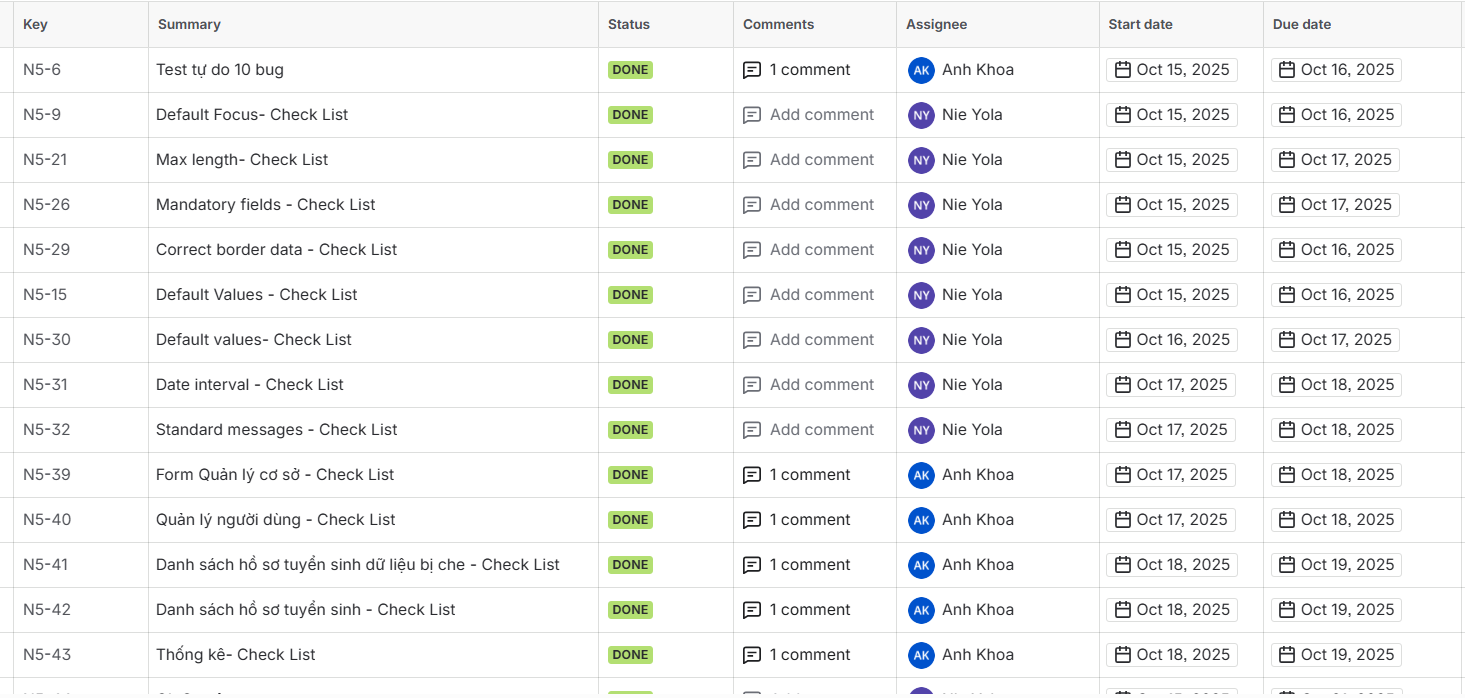 Key Summary Status Comments Assignee Start date Due date
N5-6 Test tự do 10 bug DONE 1 comment AK Anh Khoa Oct 15, 2025 Oct 16, 2025
N5-9 Default Focus- Check List DONE Add comment NY Nie Yola Oct 15, 2025 Oct 16, 2025
N5-21 Max length- Check List DONE Add comment NY Nie Yola Oct 15, 2025 Oct 17, 2025
N5-26 Mandatory fields - Check List DONE Add comment NY Nie Yola Oct 15, 2025 Oct 17, 2025
N5-29 Correct border data - Check List DONE Add comment NY Nie Yola Oct 15, 2025 Oct 16, 2025
N5-15 Default Values - Check List DONE Add comment NY Nie Yola Oct 15, 2025 Oct 16, 2025
N5-30 Default values- Check List DONE Add comment NY Nie Yola Oct 16, 2025 Oct 17, 2025
N5-31 Date interval - Check List DONE Add comment NY Nie Yola Oct 17, 2025 Oct 18, 2025
N5-32 Standard messages - Check List DONE Add comment NY Nie Yola Oct 17, 2025 Oct 18, 2025
N5-39 Form Quản lý cơ sở - Check List DONE 1 comment AK Anh Khoa Oct 17, 2025 Oct 18, 2025
N5-40 Quản lý người dùng - Check List DONE 1 comment AK Anh Khoa Oct 17, 2025 Oct 18, 2025
N5-41 Danh sách hồ sơ tuyển sinh dữ liệu bị che - Check List DONE 1 comment AK Anh Khoa Oct 18, 2025 Oct 19, 2025
N5-42 Danh sách hồ sơ tuyển sinh - Check List DONE 1 comment AK Anh Khoa Oct 18, 2025 Oct 19, 2025
N5-43 Thống kê- Check List DONE 1 comment AK Anh Khoa Oct 18, 2025 Oct 19, 2025